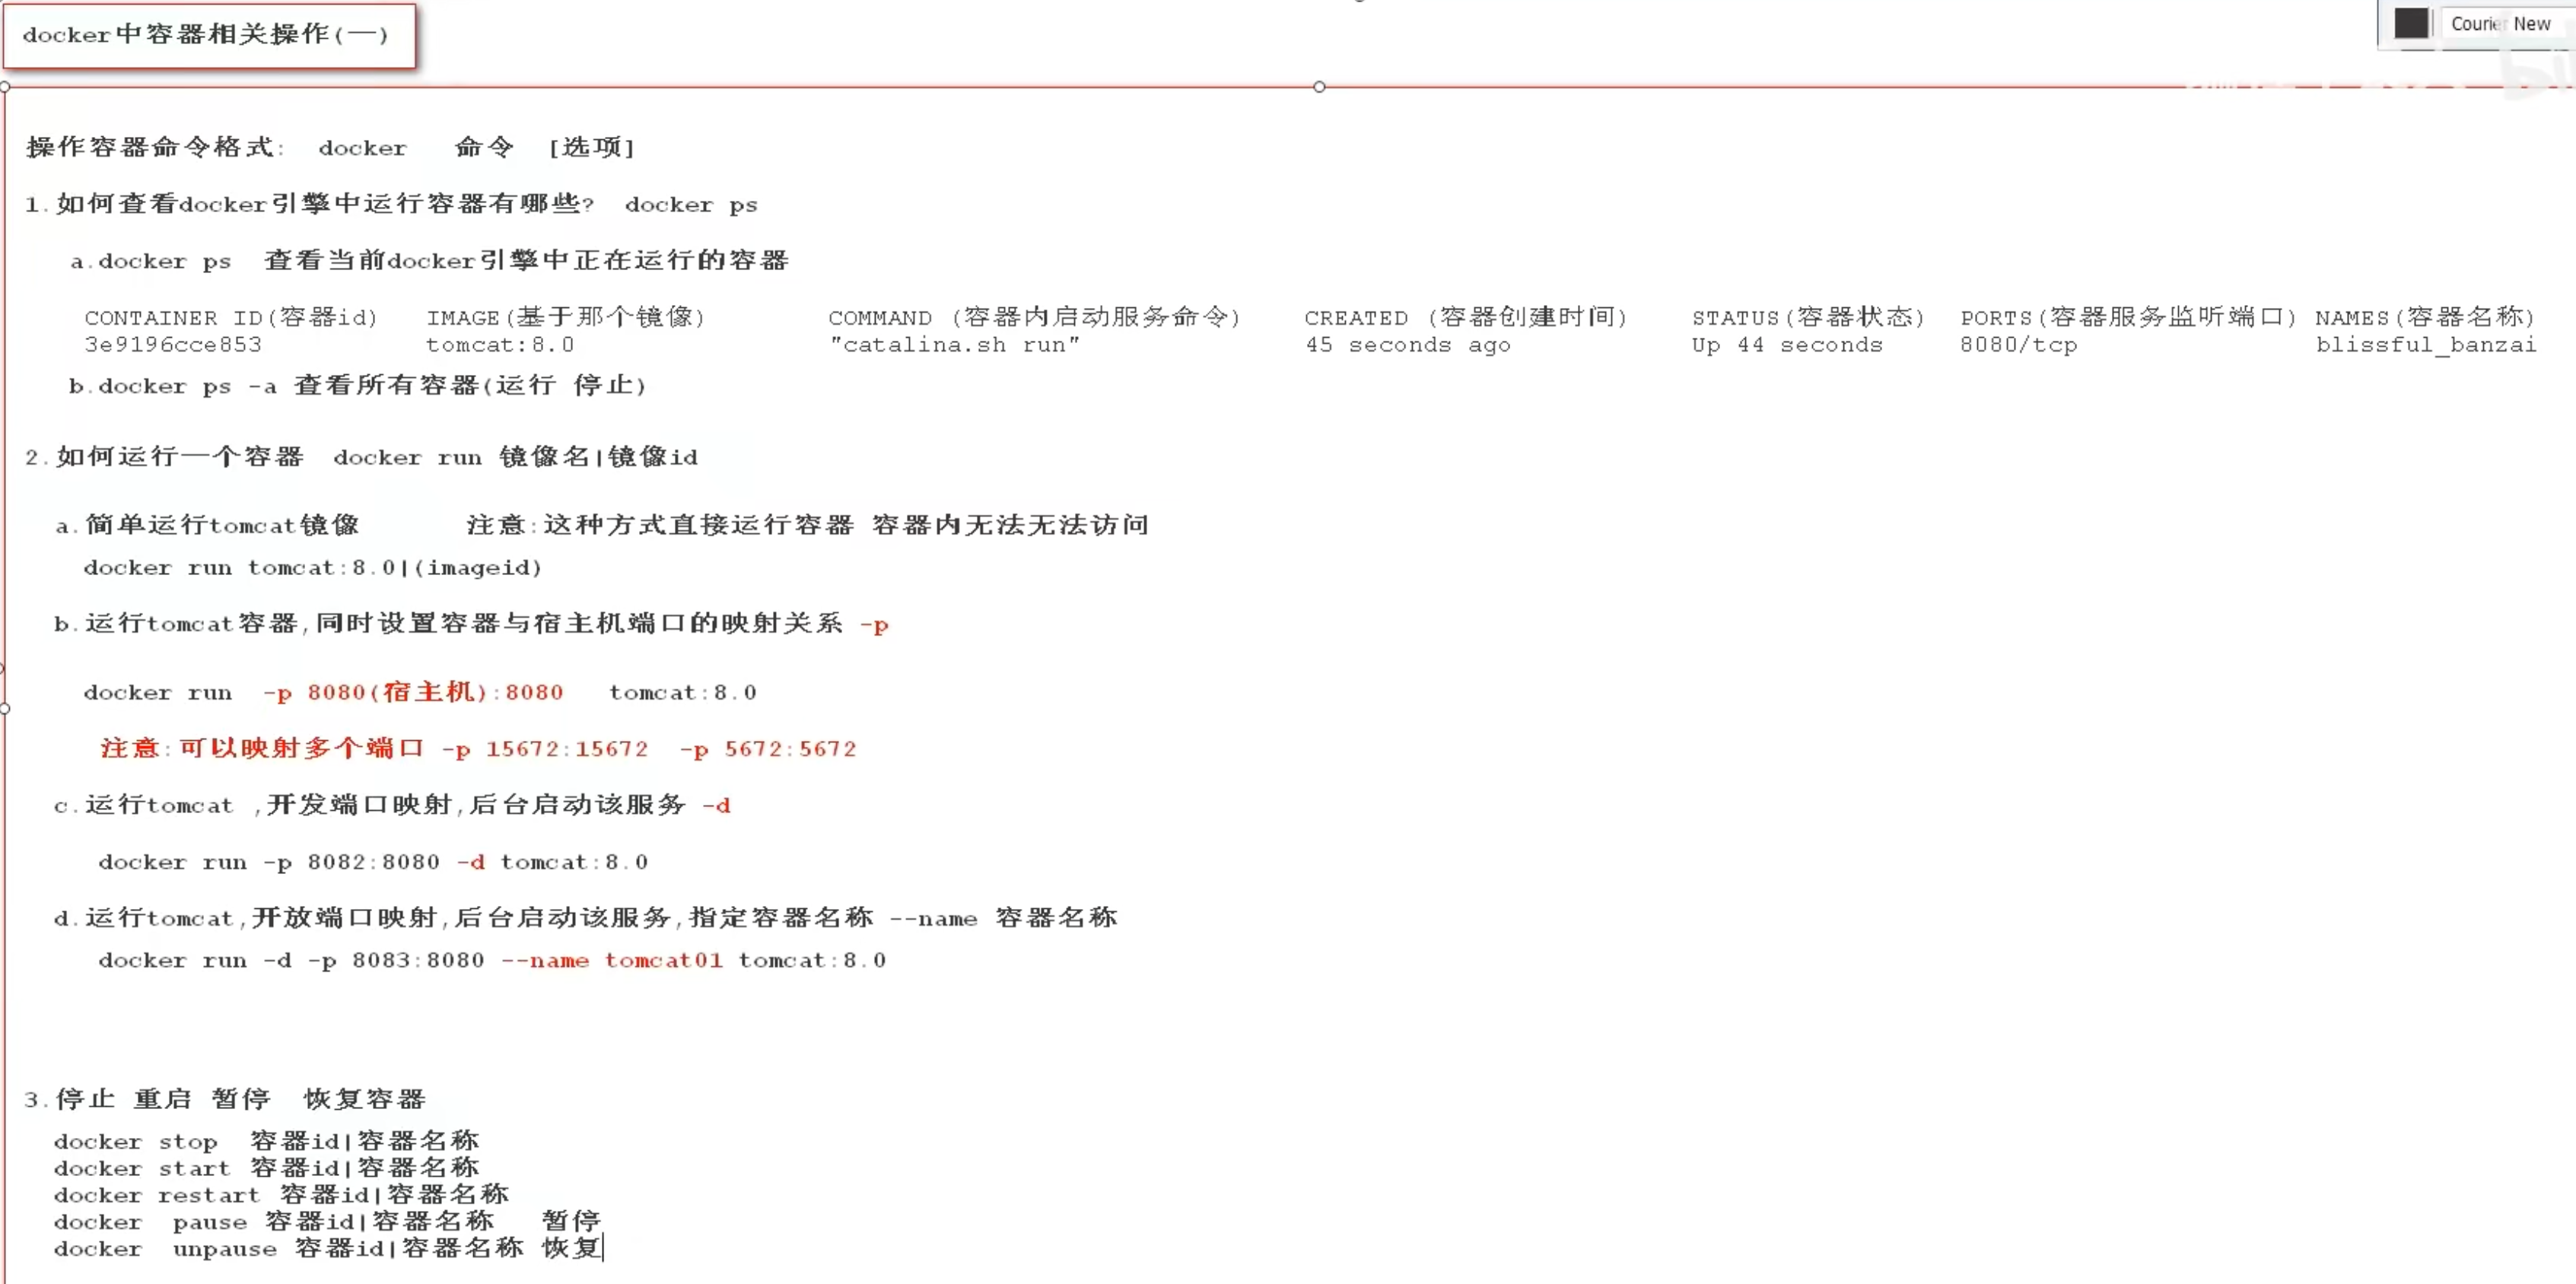 docker中容器相关操作(一)
Courier New
操作容器命令格式: docker 命令 [选项]
1.如何查看docker引擎中运行容器有哪些? docker ps
a.docker ps 查看当前docker引擎中正在运行的容器
CONTAINER ID(容器id) IMAGE(基于那个镜像) COMMAND (容器内启动服务命令) CREATED (容器创建时间) STATUS(容器状态) PORTS(容器服务监听端口) NAMES(容器名称)
3e9196cce853 tomcat:8.0 "catalina.sh run" 45 seconds ago Up 44 seconds 8080/tcp blissful_banzai
b.docker ps -a 查看所有容器(运行 停止)
2.如何运行一个容器 docker run 镜像名|镜像id
a.简单运行tomcat镜像 注意:这种方式直接运行容器 容器内无法无法访问
docker run tomcat:8.0|(imageid)
b.运行tomcat容器,同时设置容器与宿主机端口的映射关系 -p
docker run -p 8080(宿主机):8080 tomcat:8.0
注意:可以映射多个端口 -p 15672:15672 -p 5672:5672
c.运行tomcat ,开发端口映射,后台启动该服务 -d
docker run -p 8082:8080 -d tomcat:8.0
d.运行tomcat,开放端口映射,后台启动该服务,指定容器名称 --name 容器名称
docker run -d -p 8083:8080 --name tomcat01 tomcat:8.0
3.停止 重启 暂停 恢复容器
docker stop 容器id|容器名称
docker start 容器id|容器名称
docker restart 容器id|容器名称
docker pause 容器id|容器名称 暂停
docker unpause 容器id|容器名称 恢复